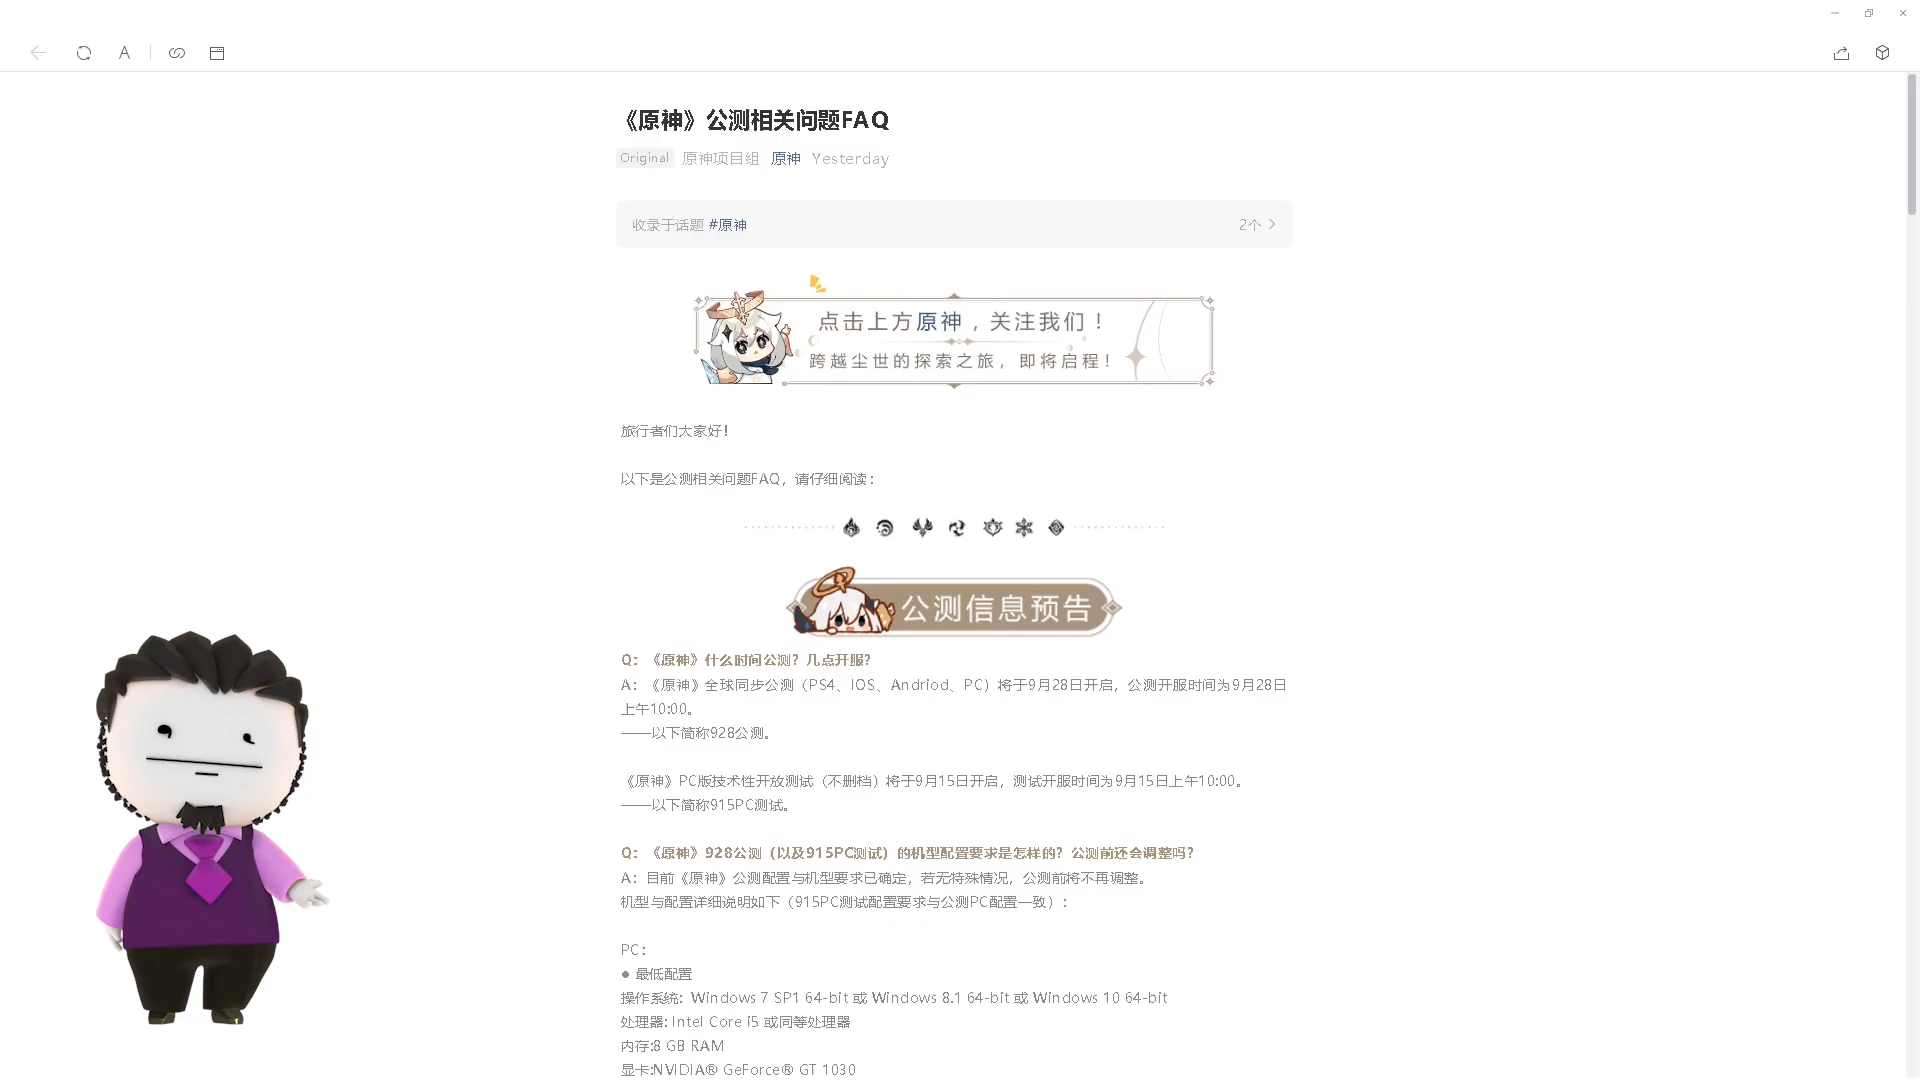 《原神》公测相关问题FAQ
Original 原神项目组 原神 Yesterday
收录于话题 #原神 2个
点击上方原神，关注我们！
跨越尘世的探索之旅，即将启程！
旅行者们大家好！
以下是公测相关问题FAQ，请仔细阅读：
公测信息预告
Q：《原神》什么时间公测？几点开服？
A：《原神》全球同步公测（PS4、IOS、Andriod、PC）将于9月28日开启，公测开服时间为9月28日
上午10:00。
——以下简称928公测。
《原神》PC版技术性开放测试（不删档）将于9月15日开启，测试开服时间为9月15日上午10:00。
——以下简称915PC测试。
Q：《原神》928公测（以及915PC测试）的机型配置要求是怎样的？公测前还会调整吗？
A：目前《原神》公测配置与机型要求已确定，若无特殊情况，公测前将不再调整。
机型与配置详细说明如下（915PC测试配置要求与公测PC配置一致）：
PC：
● 最低配置
操作系统: Windows 7 SP1 64-bit 或 Windows 8.1 64-bit 或 Windows 10 64-bit
处理器: Intel Core i5 或同等处理器
内存:8 GB RAM
显卡:NVIDIA® GeForce® GT 1030